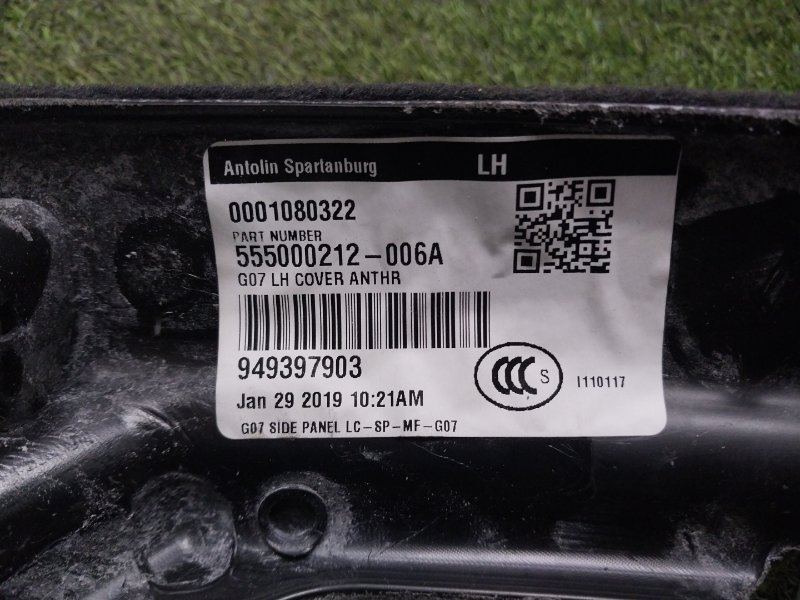 Antolin Spartanburg LH
0001080322
PART NUMBER
555000212-006A
G07 LH COVER ANTHR
949397903
Jan 29 2019 10:21AM
CCC S
I110117
G07 SIDE PANEL LC-SP-MF-G07